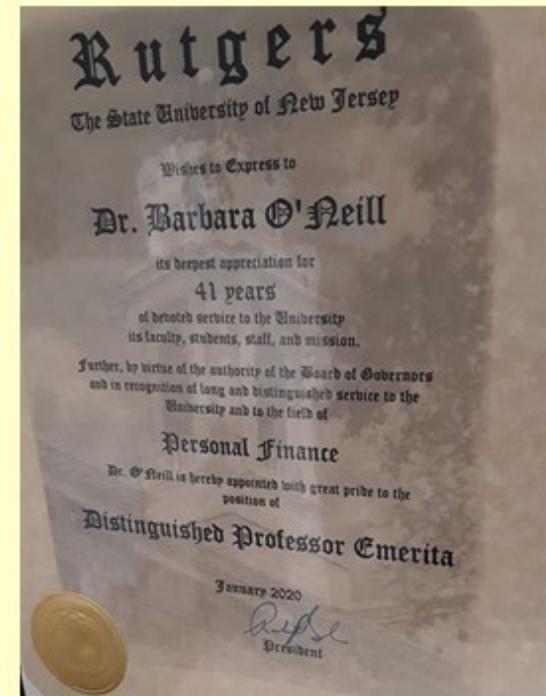 Rutgers
The State University of New Jersey
Wishes to Express to
Dr. Barbara O'Neill
its deepest appreciation for
41 years
of devoted service to the University
its faculty, students, staff, and mission.
Further, by virtue of the authority of the Board of Governors
and in recognition of long and distinguished service to the
University and to the field of
Personal Finance
Dr. O'Neill is hereby appointed with great pride to the
position of
Distinguished Professor Emerita
January 2020
President